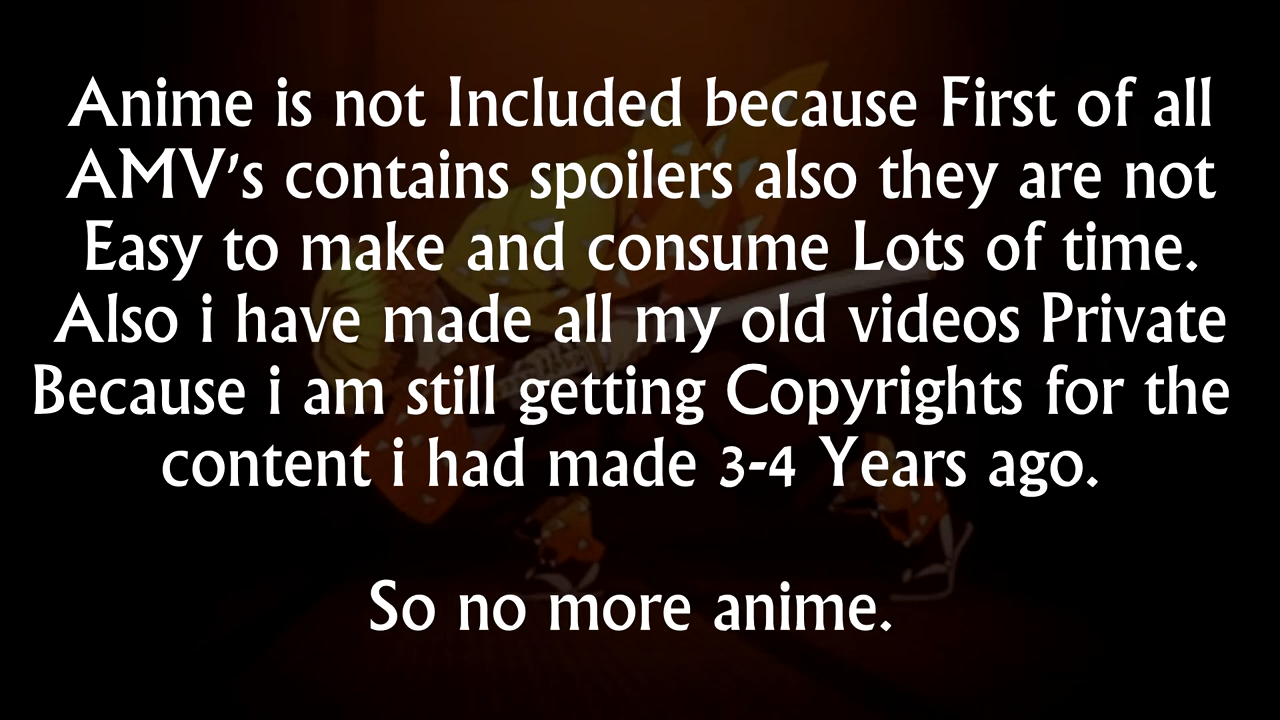 Anime is not Included because First of all
AMV's contains spoilers also they are not
Easy to make and consume Lots of time.
Also i have made all my old videos Private
Because i am still getting Copyrights for the
content i had made 3-4 Years ago.
So no more anime.